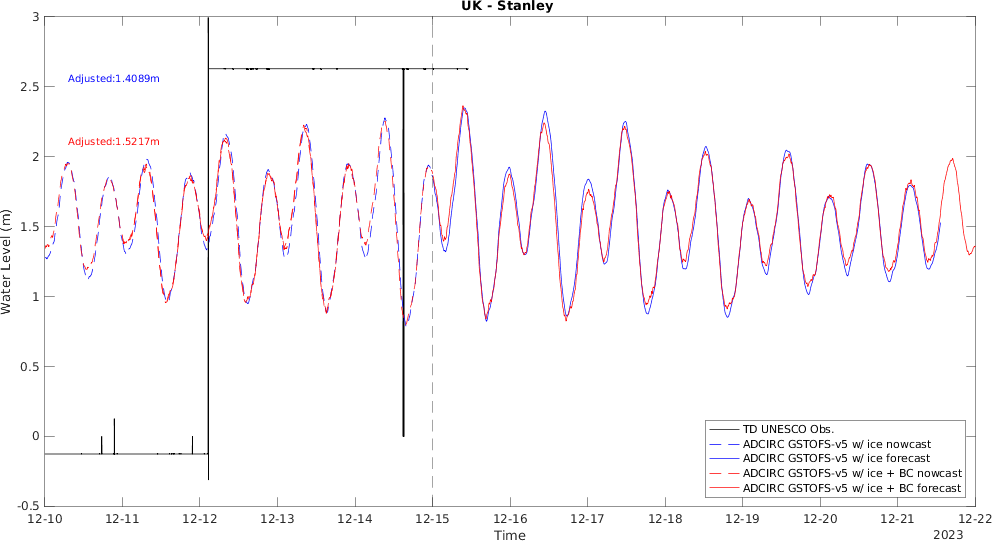 UK - Stanley
3
2.5
2
1.5
1
0.5
0
-0.5
Water Level (m)
Adjusted:1.4089m
Adjusted:1.5217m
TD UNESCO Obs.
ADCIRC GSTOFS-v5 w/ ice nowcast
ADCIRC GSTOFS-v5 w/ ice forecast
ADCIRC GSTOFS-v5 w/ ice + BC nowcast
ADCIRC GSTOFS-v5 w/ ice + BC forecast
12-10 12-11 12-12 12-13 12-14 12-15 12-16 12-17 12-18 12-19 12-20 12-21 12-22
Time
2023